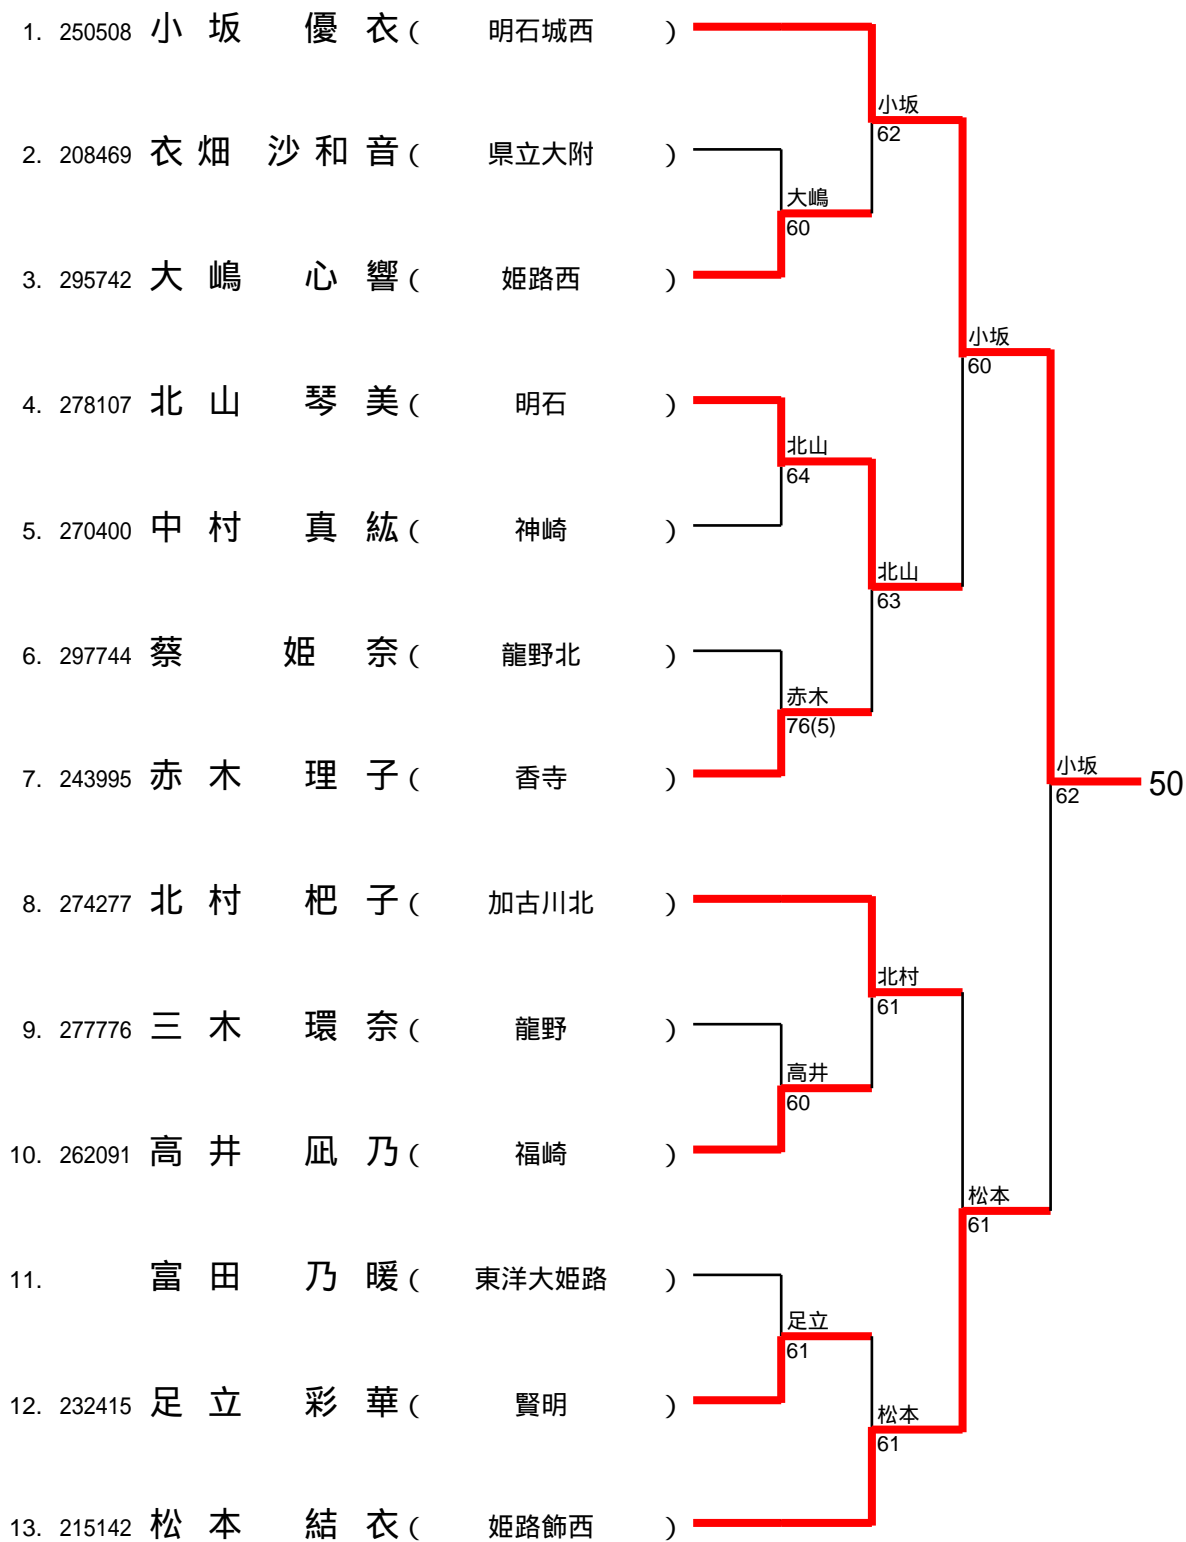 1. 250508 小坂 優衣 ( 明石城西 )
小坂
62
2. 208469 衣畑 沙和音 ( 県立大附 )
大嶋
60
3. 295742 大嶋 心響 ( 姫路西 )
小坂
60
4. 278107 北山 琴美 ( 明石 )
北山
64
5. 270400 中村 真紘 ( 神崎 )
北山
63
6. 297744 蔡 姫奈 ( 龍野北 )
赤木
76(5)
7. 243995 赤木 理子 ( 香寺 )
小坂
62
50
8. 274277 北村 杷子 ( 加古川北 )
北村
61
9. 277776 三木 環奈 ( 龍野 )
高井
60
10. 262091 高井 凪乃 ( 福崎 )
松本
61
11. 富田 乃暖 ( 東洋大姫路 )
足立
61
12. 232415 足立 彩華 ( 賢明 )
松本
61
13. 215142 松本 結衣 ( 姫路飾西 )